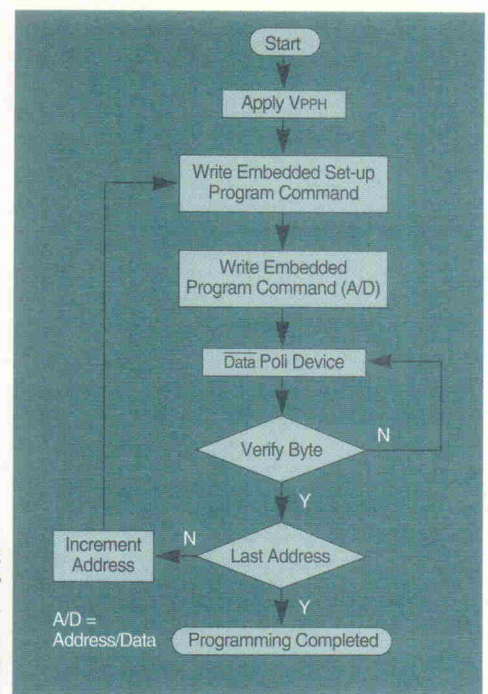 Start
Apply VPPH
Write Embedded Set-up
Program Command
Write Embedded
Program Command (A/D)
Data Poli Device
Verify Byte
N
Y
Last Address
N
Increment
Address
Y
A/D =
Address/Data
Programming Completed